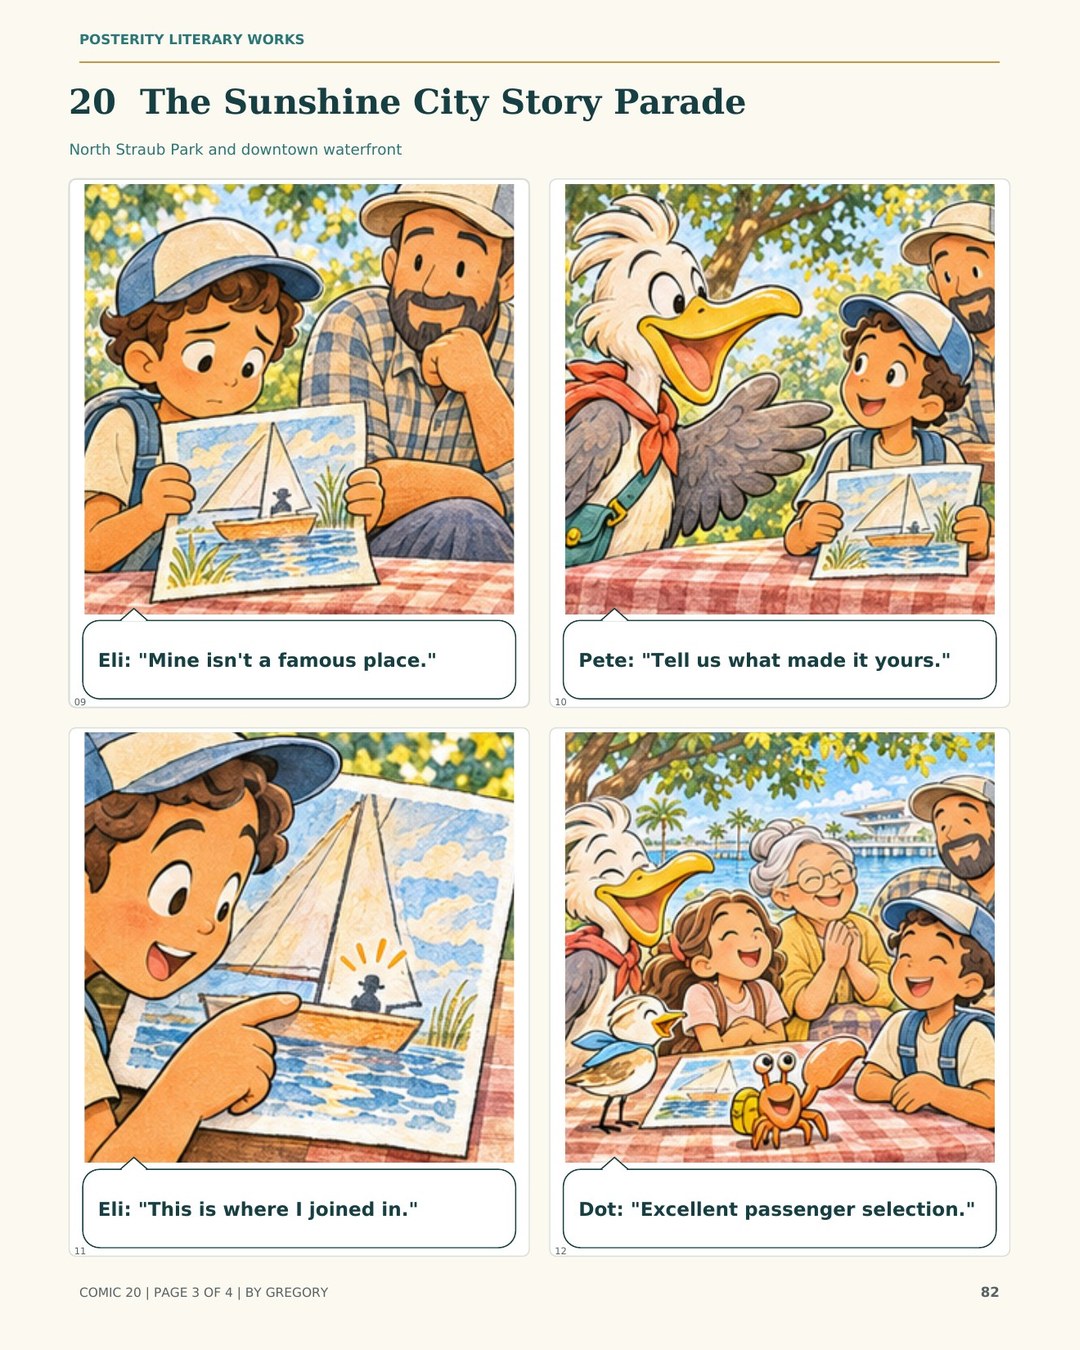 POSTERITY LITERARY WORKS
20 The Sunshine City Story Parade
North Straub Park and downtown waterfront
Eli: "Mine isn't a famous place."
09
Pete: "Tell us what made it yours."
10
Eli: "This is where I joined in."
11
Dot: "Excellent passenger selection."
12
COMIC 20 | PAGE 3 OF 4 | BY GREGORY
82